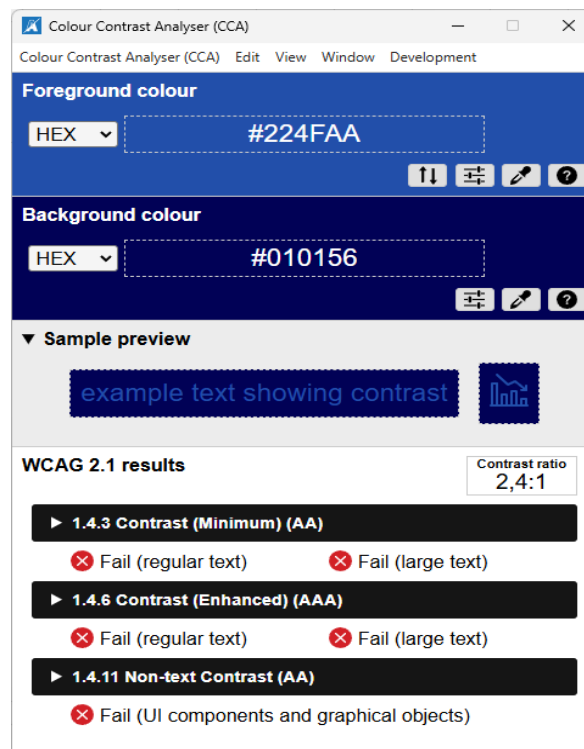 Colour Contrast Analyser (CCA)
Colour Contrast Analyser (CCA) Edit View Window Development
Foreground colour
HEX #224FAA
Background colour
HEX #010156
▼ Sample preview
example text showing contrast
WCAG 2.1 results
Contrast ratio
2,4:1
▶ 1.4.3 Contrast (Minimum) (AA)
Fail (regular text) Fail (large text)
▶ 1.4.6 Contrast (Enhanced) (AAA)
Fail (regular text) Fail (large text)
▶ 1.4.11 Non-text Contrast (AA)
Fail (UI components and graphical objects)